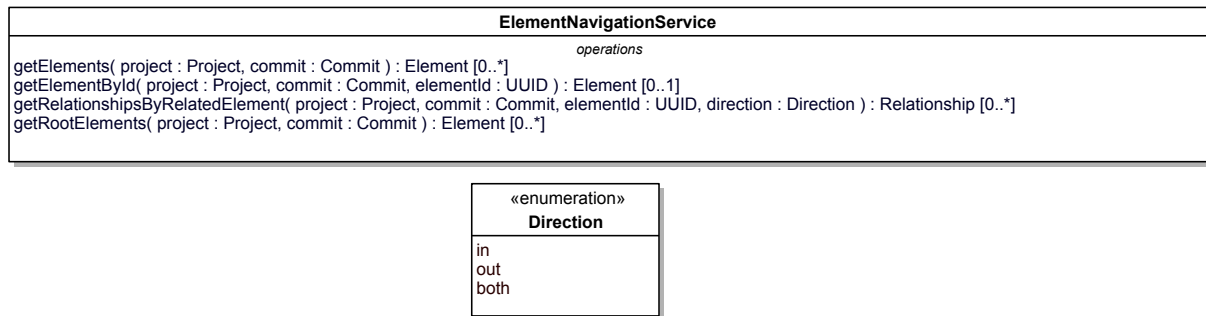 ElementNavigationService
operations
getElements( project : Project, commit : Commit ) : Element [0..*]
getElementById( project : Project, commit : Commit, elementId : UUID ) : Element [0..1]
getRelationshipsByRelatedElement( project : Project, commit : Commit, elementId : UUID, direction : Direction ) : Relationship [0..*]
getRootElements( project : Project, commit : Commit ) : Element [0..*]
«enumeration»
Direction
in
out
both